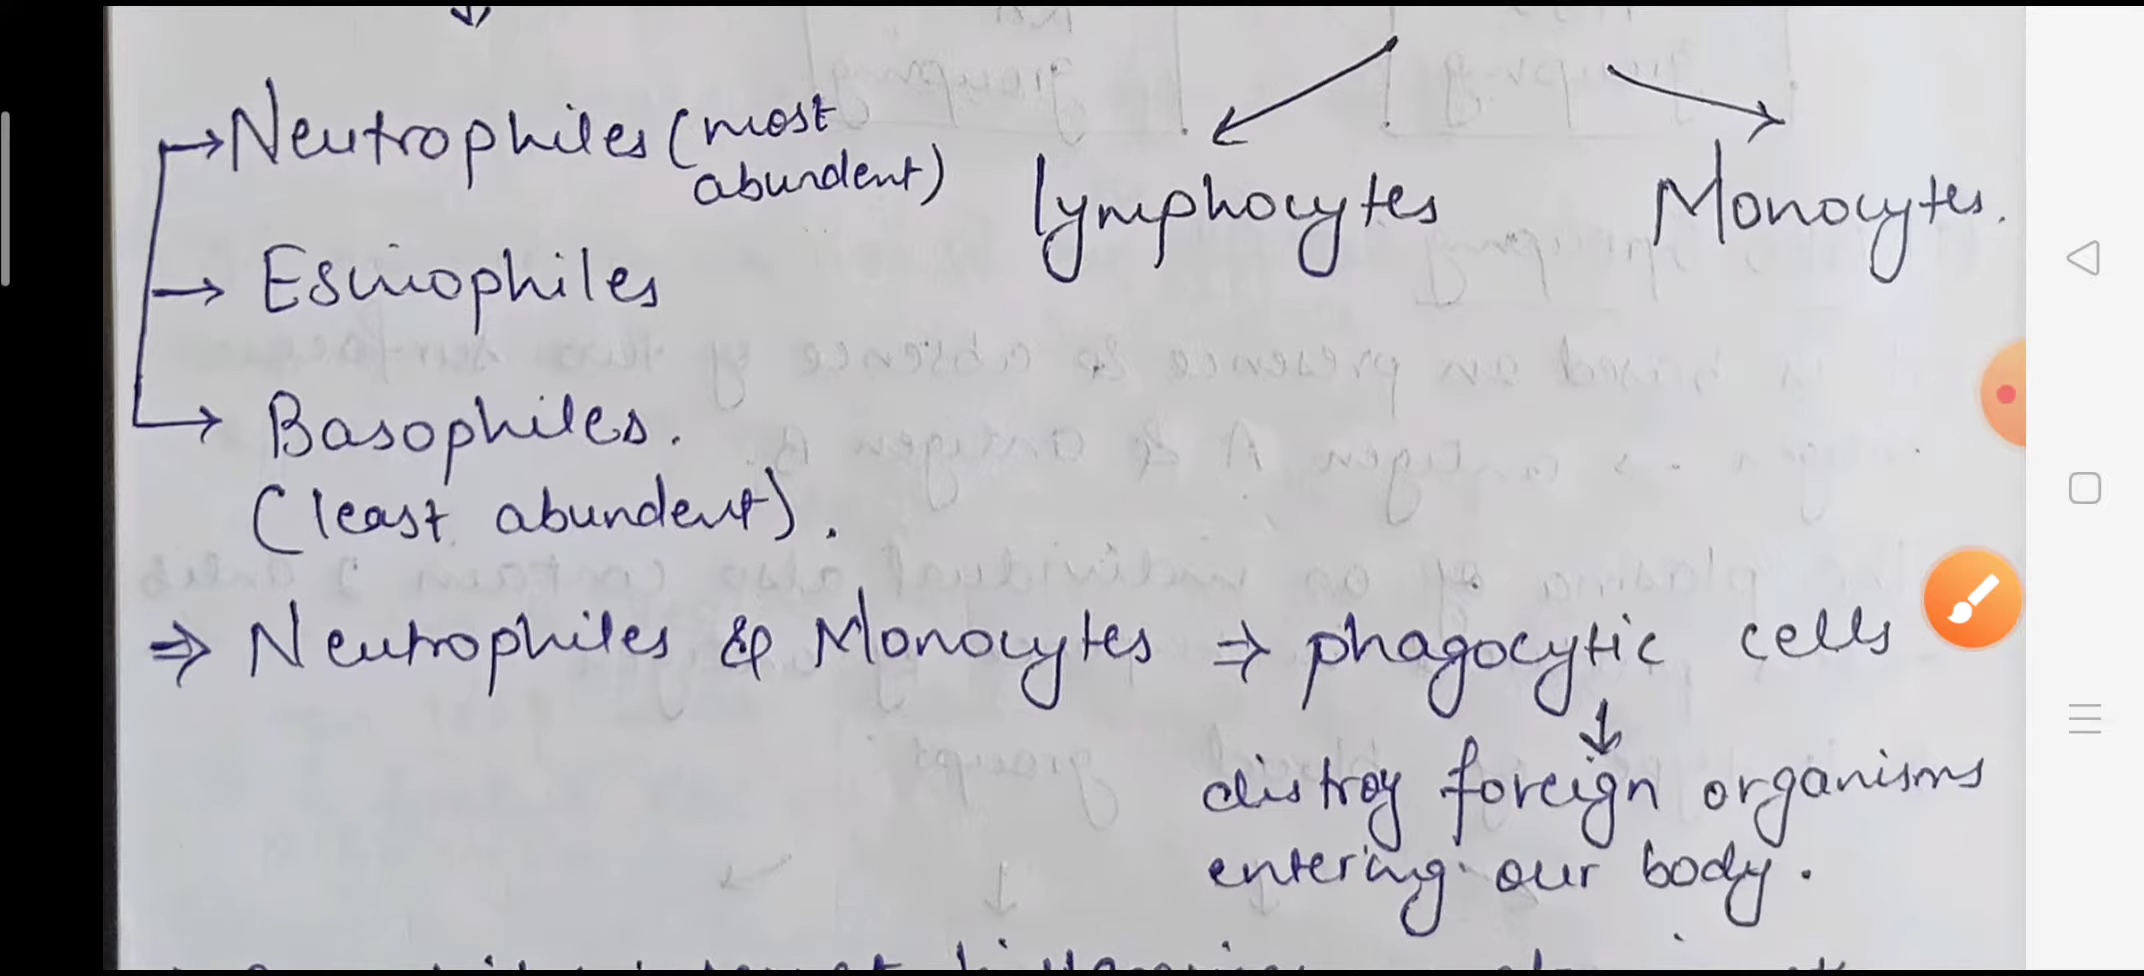 → Neutrophiles (most
abundent)
lymphocytes
Monocytes.
→ Esinophiles
→ Basophiles.
(least abundent).
⇒ Neutrophiles & Monocytes ⇒ phagocytic cells
↓
distroy foreign organisms
entering our body.